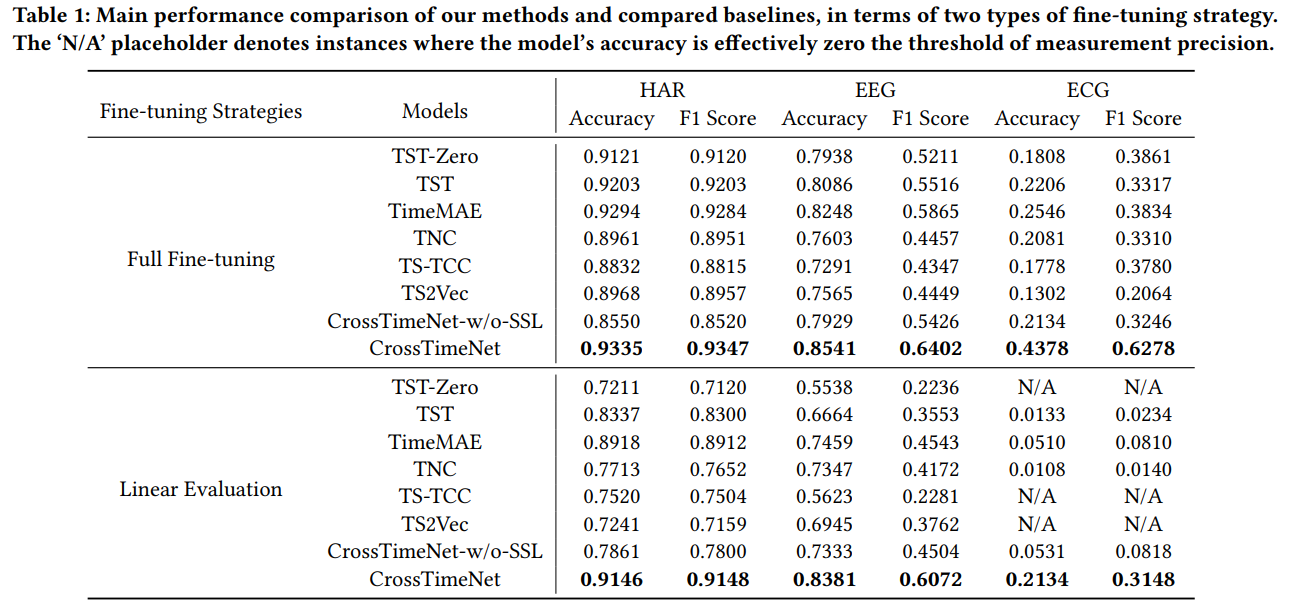 Table 1: Main performance comparison of our methods and compared baselines, in terms of two types of fine-tuning strategy.
The ‘N/A’ placeholder denotes instances where the model’s accuracy is effectively zero the threshold of measurement precision.
Fine-tuning Strategies Models HAR EEG ECG
Accuracy F1 Score Accuracy F1 Score Accuracy F1 Score
Full Fine-tuning
TST-Zero 0.9121 0.9120 0.7938 0.5211 0.1808 0.3861
TST 0.9203 0.9203 0.8086 0.5516 0.2206 0.3317
TimeMAE 0.9294 0.9284 0.8248 0.5865 0.2546 0.3834
TNC 0.8961 0.8951 0.7603 0.4457 0.2081 0.3310
TS-TCC 0.8832 0.8815 0.7291 0.4347 0.1778 0.3780
TS2Vec 0.8968 0.8957 0.7565 0.4449 0.1302 0.2064
CrossTimeNet-w/o-SSL 0.8550 0.8520 0.7929 0.5426 0.2134 0.3246
CrossTimeNet 0.9335 0.9347 0.8541 0.6402 0.4378 0.6278
Linear Evaluation
TST-Zero 0.7211 0.7120 0.5538 0.2236 N/A N/A
TST 0.8337 0.8300 0.6664 0.3553 0.0133 0.0234
TimeMAE 0.8918 0.8912 0.7459 0.4543 0.0510 0.0810
TNC 0.7713 0.7652 0.7347 0.4172 0.0108 0.0140
TS-TCC 0.7520 0.7504 0.5623 0.2281 N/A N/A
TS2Vec 0.7241 0.7159 0.6945 0.3762 N/A N/A
CrossTimeNet-w/o-SSL 0.7861 0.7800 0.7333 0.4504 0.0531 0.0818
CrossTimeNet 0.9146 0.9148 0.8381 0.6072 0.2134 0.3148